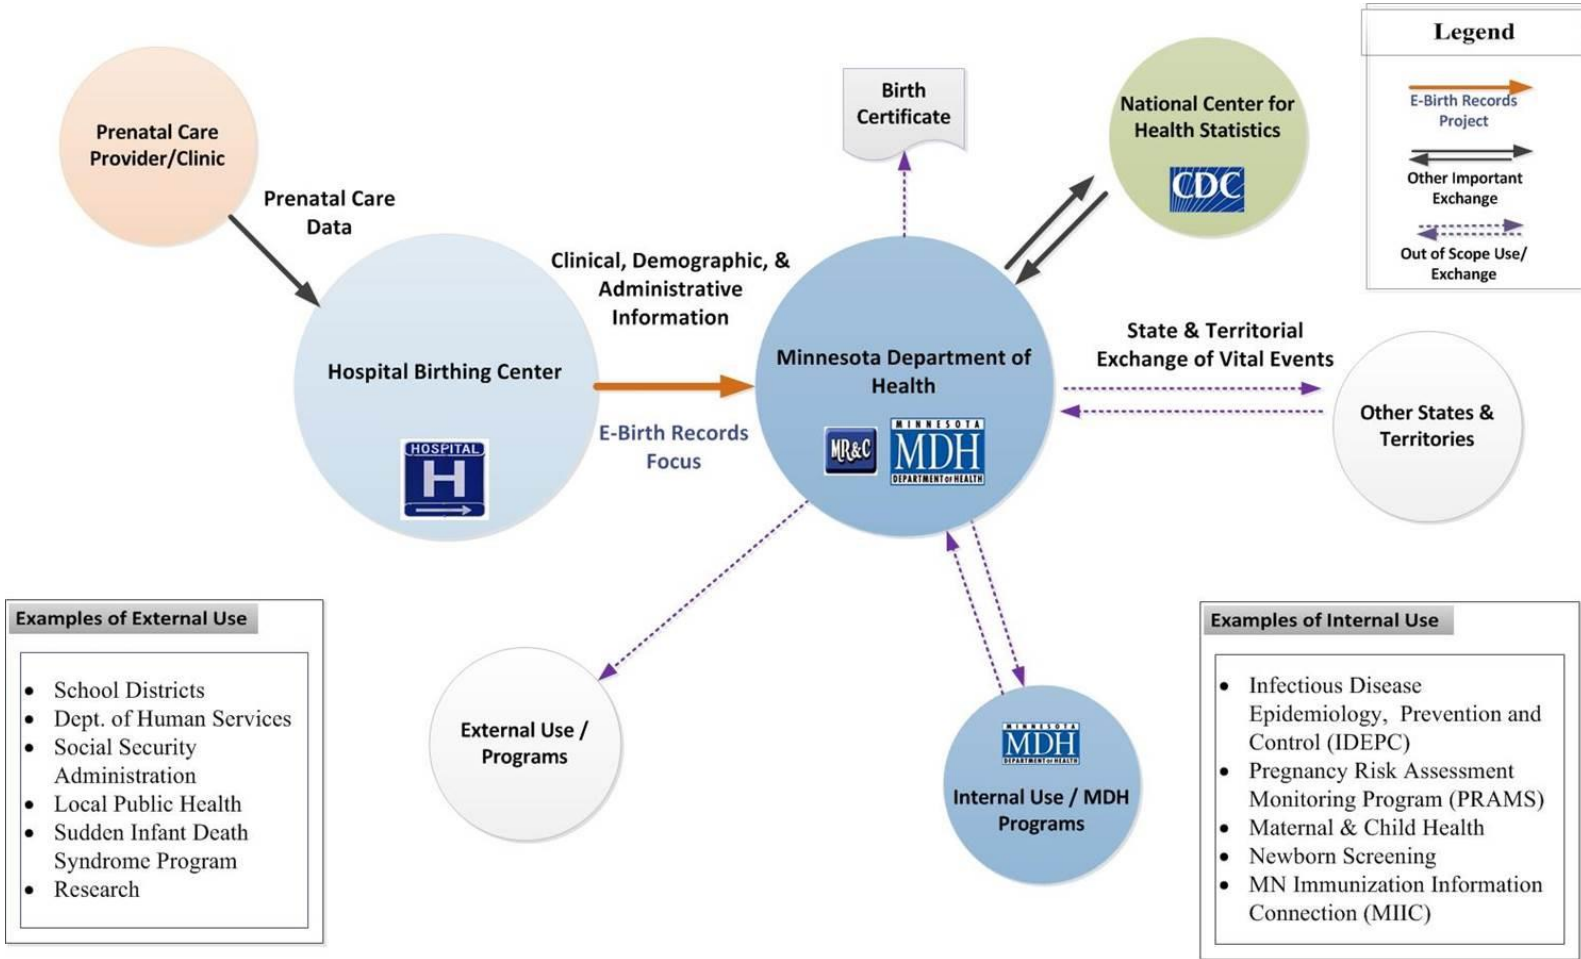 Prenatal Care
Provider/Clinic
Prenatal Care
Data
Hospital Birthing Center
HOSPITAL
H
Clinical, Demographic, &
Administrative
Information
E-Birth Records
Focus
Birth
Certificate
National Center for
Health Statistics
CDC
Minnesota Department of
Health
MR&C
MINNESOTA
MDH
DEPARTMENT OF HEALTH
State & Territorial
Exchange of Vital Events
Other States &
Territories
External Use /
Programs
MINNESOTA
MDH
DEPARTMENT OF HEALTH
Internal Use / MDH
Programs
Legend
E-Birth Records
Project
Other Important
Exchange
Out of Scope Use/
Exchange
Examples of External Use
• School Districts
• Dept. of Human Services
• Social Security
Administration
• Local Public Health
• Sudden Infant Death
Syndrome Program
• Research
Examples of Internal Use
• Infectious Disease
Epidemiology, Prevention and
Control (IDEPC)
• Pregnancy Risk Assessment
Monitoring Program (PRAMS)
• Maternal & Child Health
• Newborn Screening
• MN Immunization Information
Connection (MIIC)